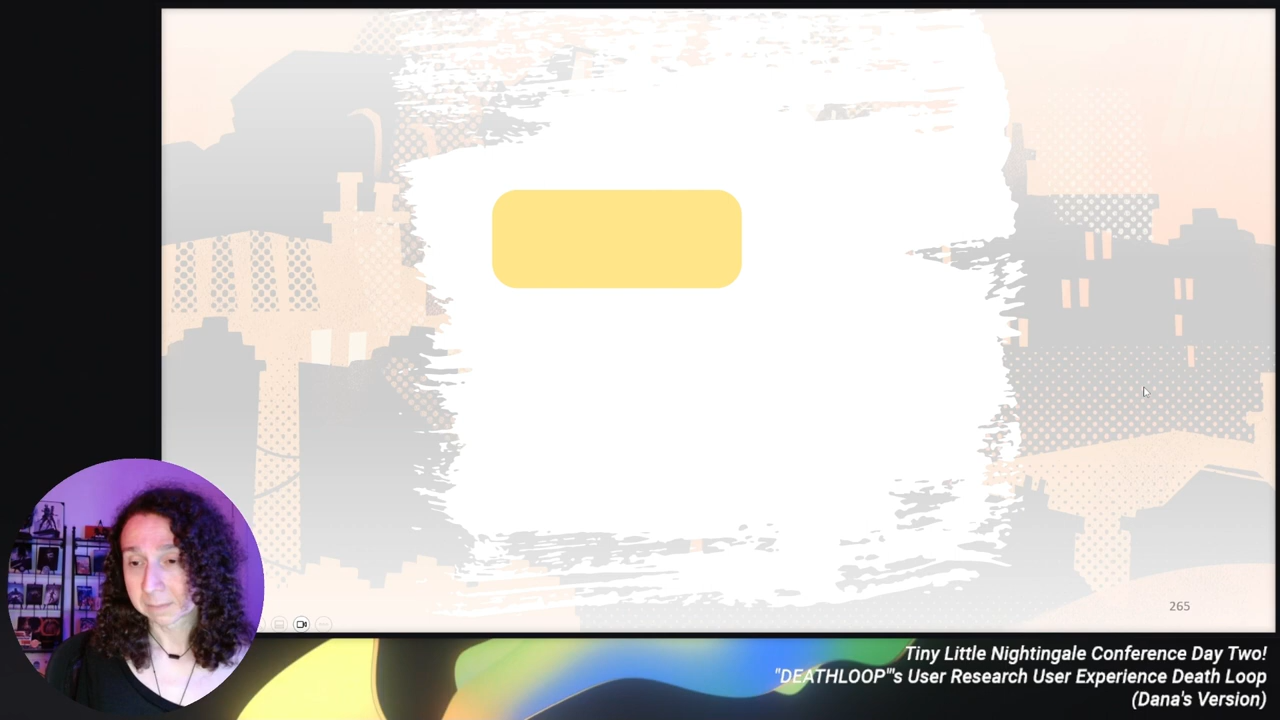 265
Tiny Little Nightingale Conference Day Two!
"DEATHLOOP"'s User Research User Experience Death Loop
(Dana's Version)